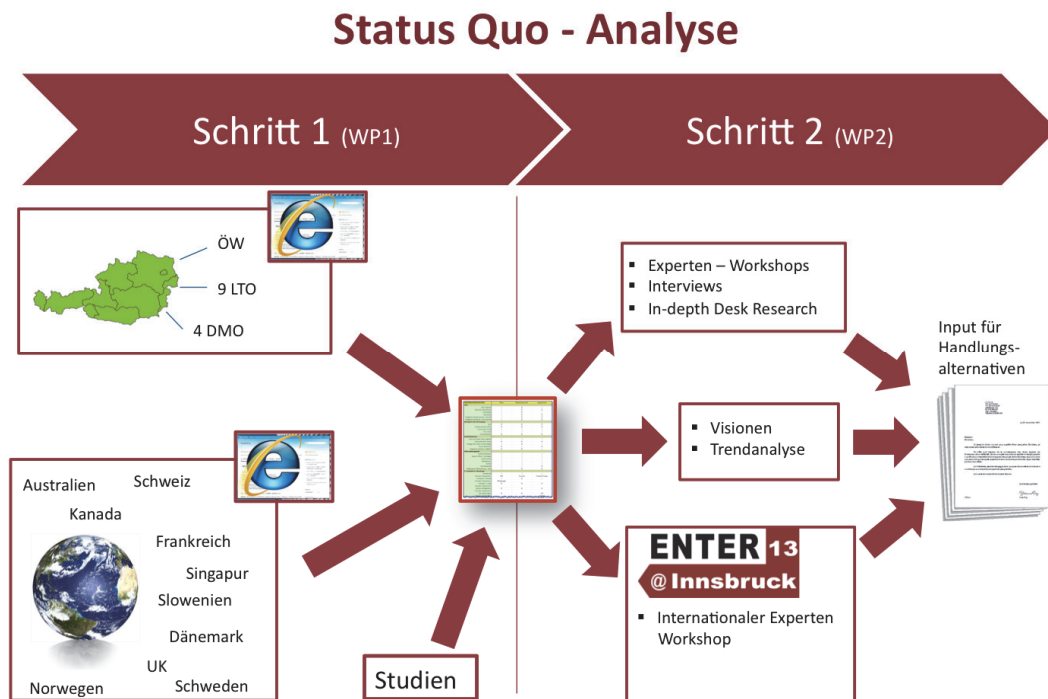 Status Quo - Analyse
Schritt 1 (WP1)
Schritt 2 (WP2)
ÖW
9 LTO
4 DMO
Australien
Schweiz
Kanada
Frankreich
Singapur
Slowenien
Dänemark
UK
Schweden
Norwegen
Studien
▪ Experten – Workshops
▪ Interviews
▪ In-depth Desk Research
▪ Visionen
▪ Trendanalyse
ENTER 13
@ Innsbruck
▪ Internationaler Experten
Workshop
Input für
Handlungs-
alternativen